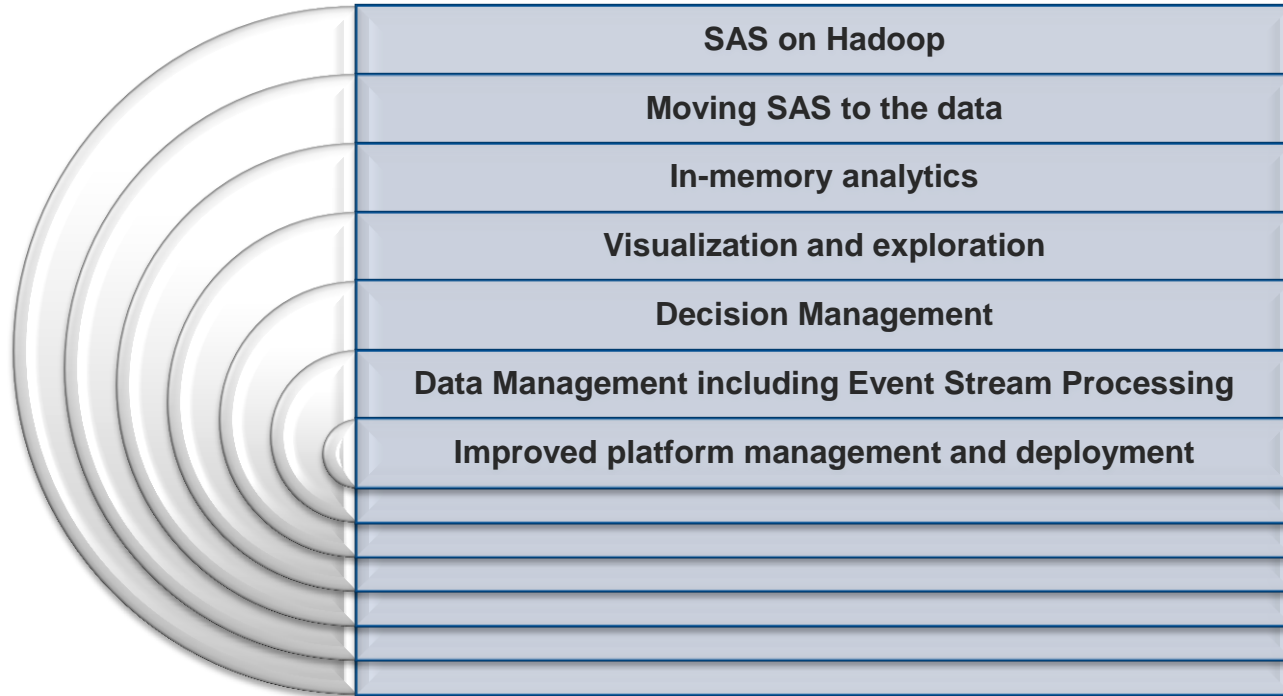 SAS on Hadoop
Moving SAS to the data
In-memory analytics
Visualization and exploration
Decision Management
Data Management including Event Stream Processing
Improved platform management and deployment